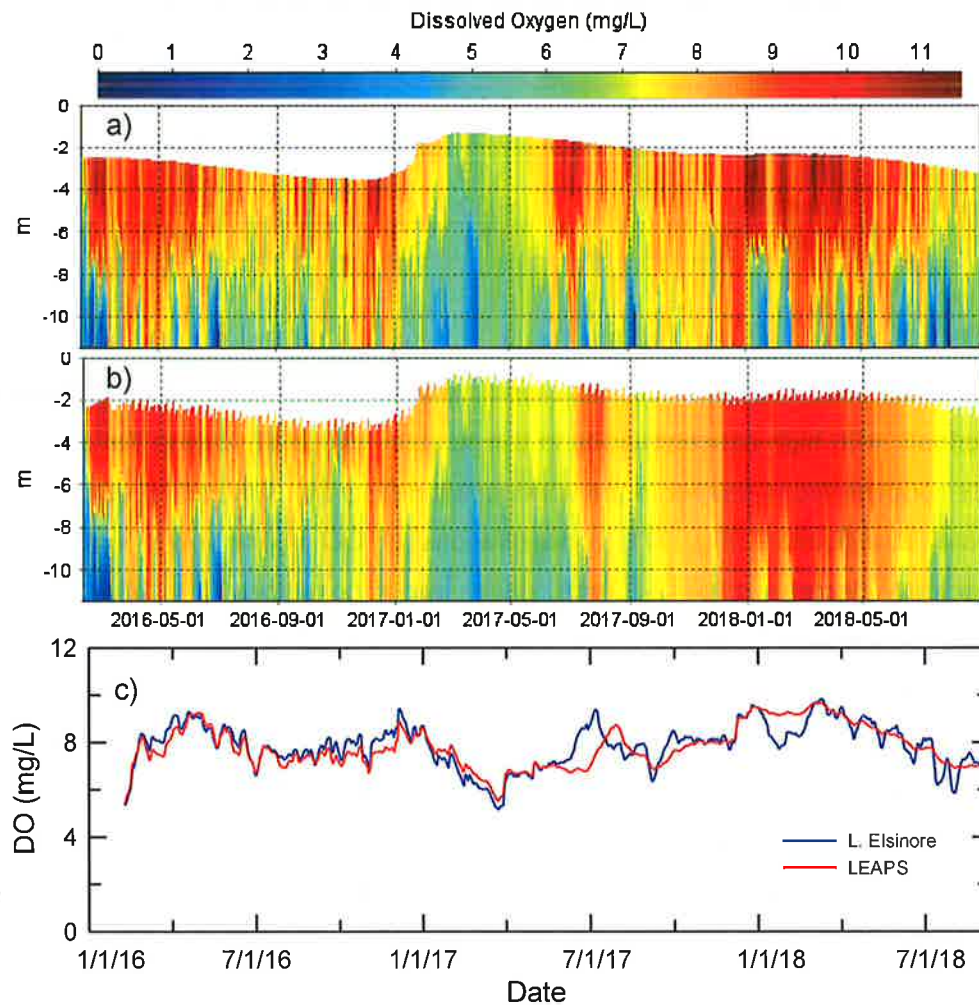 Dissolved Oxygen (mg/L)
0 1 2 3 4 5 6 7 8 9 10 11
a)
0
-2
-4
-6
-8
-10
m
b)
0
-2
-4
-6
-8
-10
m
2016-05-01 2016-09-01 2017-01-01 2017-05-01 2017-09-01 2018-01-01 2018-05-01
c)
12
8
4
0
DO (mg/L)
L. Elsinore
LEAPS
1/1/16 7/1/16 1/1/17 7/1/17 1/1/18 7/1/18
Date